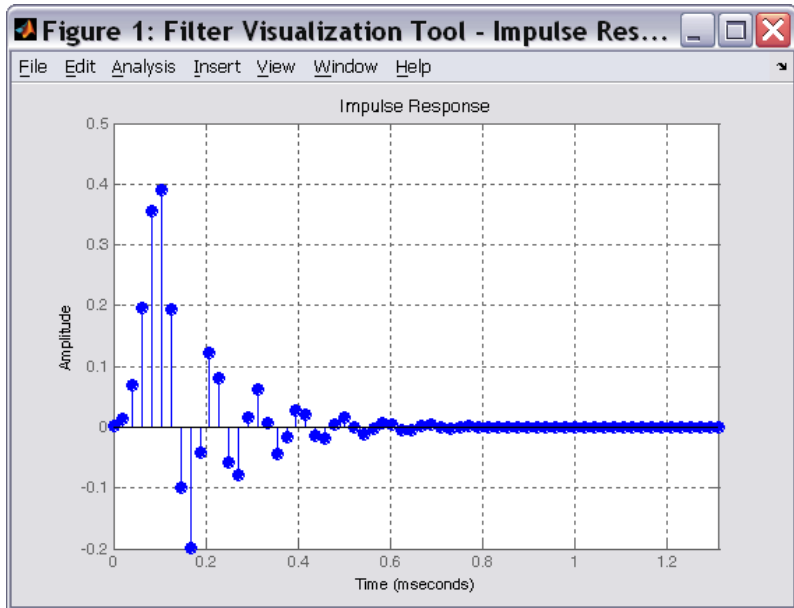 Figure 1: Filter Visualization Tool - Impulse Res...
File Edit Analysis Insert View Window Help
Impulse Response
0.5
0.4
0.3
0.2
0.1
0
-0.1
-0.2
Amplitude
0 0.2 0.4 0.6 0.8 1 1.2
Time (mseconds)